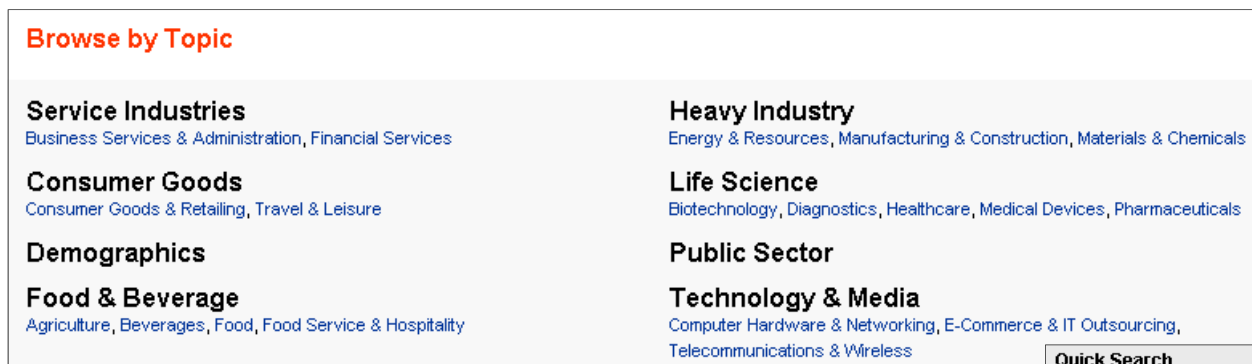 Browse by Topic
Service Industries
Business Services & Administration, Financial Services
Consumer Goods
Consumer Goods & Retailing, Travel & Leisure
Demographics
Food & Beverage
Agriculture, Beverages, Food, Food Service & Hospitality
Heavy Industry
Energy & Resources, Manufacturing & Construction, Materials & Chemicals
Life Science
Biotechnology, Diagnostics, Healthcare, Medical Devices, Pharmaceuticals
Public Sector
Technology & Media
Computer Hardware & Networking, E-Commerce & IT Outsourcing,
Telecommunications & Wireless
Quick Search